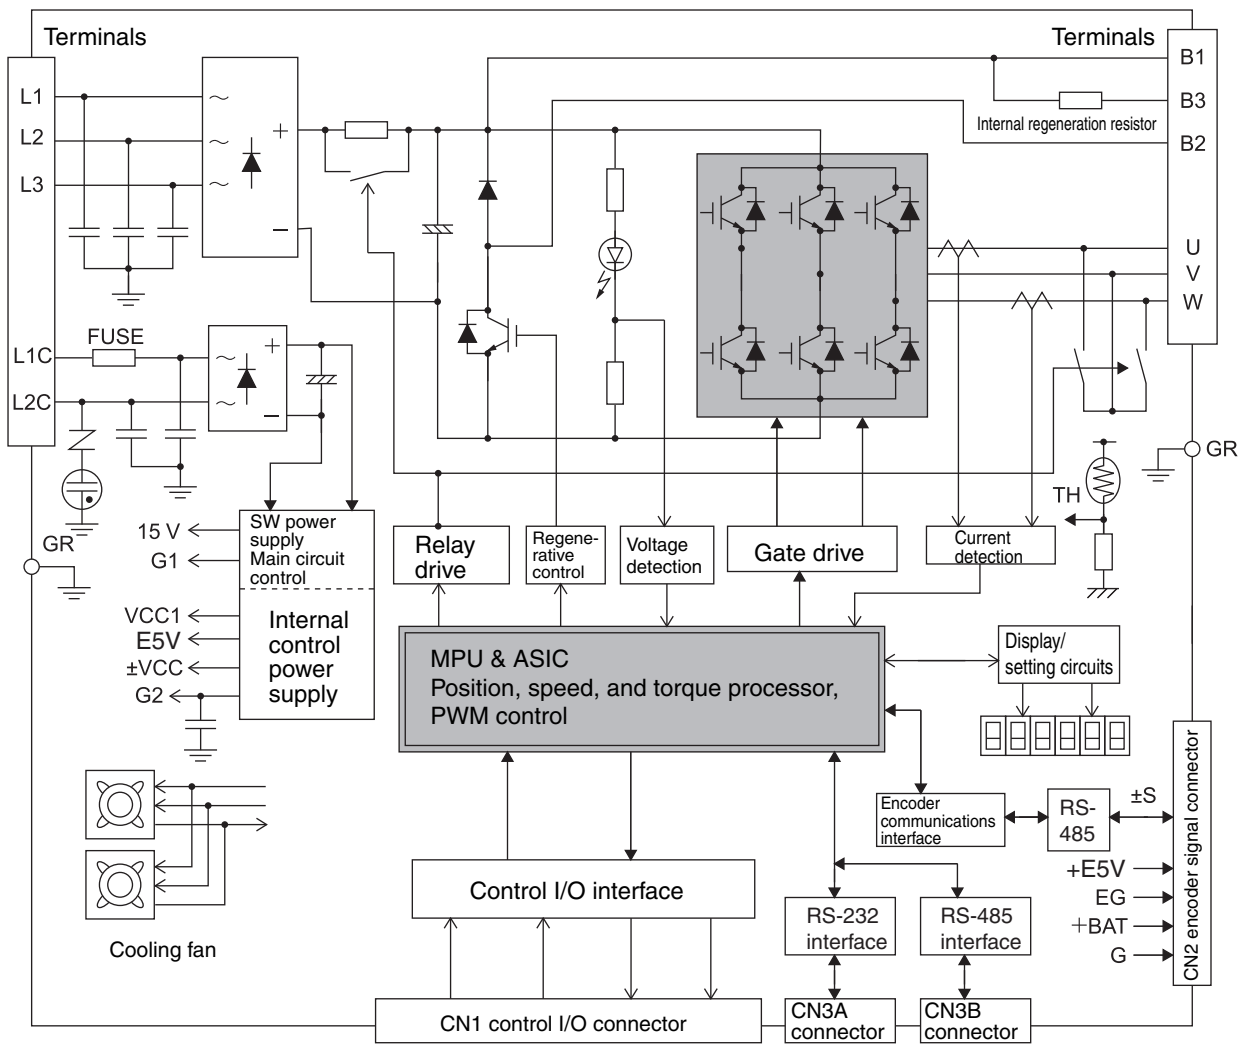 Terminals
Terminals
B1
L1
B3
Internal regeneration resistor
L2
B2
L3
+
−
U
V
W
FUSE
L1C
+
L2C
−
GR
TH
15 V
G1
GR
SW power
supply
Main circuit
control
Relay
drive
Regene-
rative
control
Voltage
detection
Gate drive
Current
detection
VCC1
E5V
±VCC
G2
Internal
control
power
supply
MPU & ASIC
Position, speed, and torque processor,
PWM control
Display/
setting circuits
Encoder
communications
interface
RS-
485
±S
+E5V
EG
+BAT
G
CN2 encoder signal connector
Control I/O interface
RS-232
interface
RS-485
interface
Cooling fan
CN1 control I/O connector
CN3A
connector
CN3B
connector